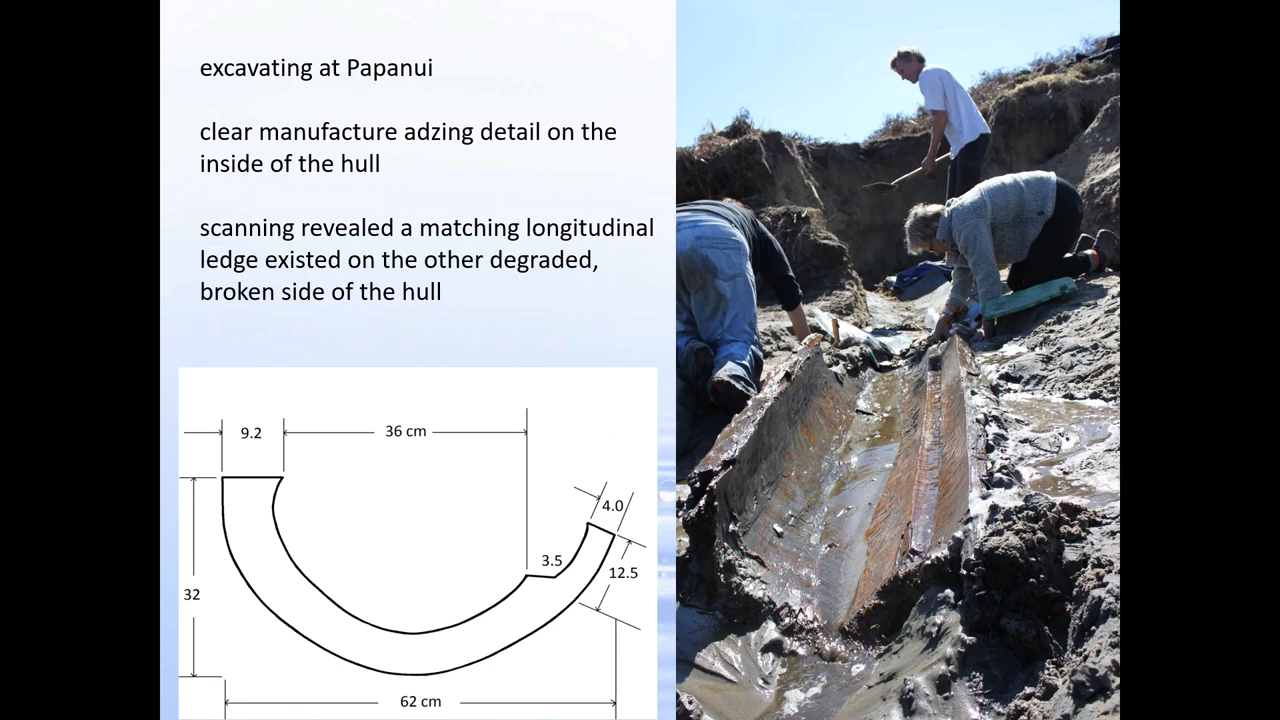 excavating at Papanui
clear manufacture adzing detail on the
inside of the hull
scanning revealed a matching longitudinal
ledge existed on the other degraded,
broken side of the hull
9.2
36 cm
4.0
3.5
12.5
32
62 cm